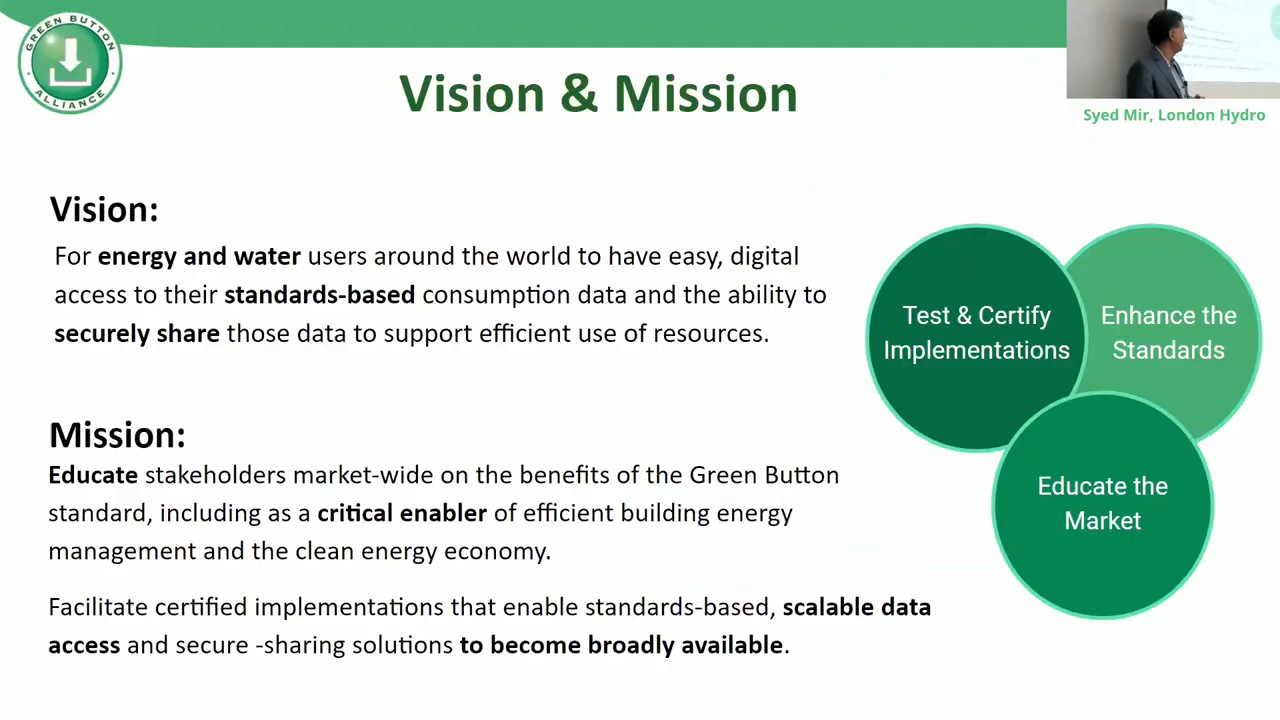 GREEN BUTTON
ALLIANCE
Vision & Mission
Syed Mir, London Hydro
Vision:
For energy and water users around the world to have easy, digital
access to their standards-based consumption data and the ability to
securely share those data to support efficient use of resources.
Test & Certify
Implementations
Enhance the
Standards
Educate the
Market
Mission:
Educate stakeholders market-wide on the benefits of the Green Button
standard, including as a critical enabler of efficient building energy
management and the clean energy economy.
Facilitate certified implementations that enable standards-based, scalable data
access and secure -sharing solutions to become broadly available.